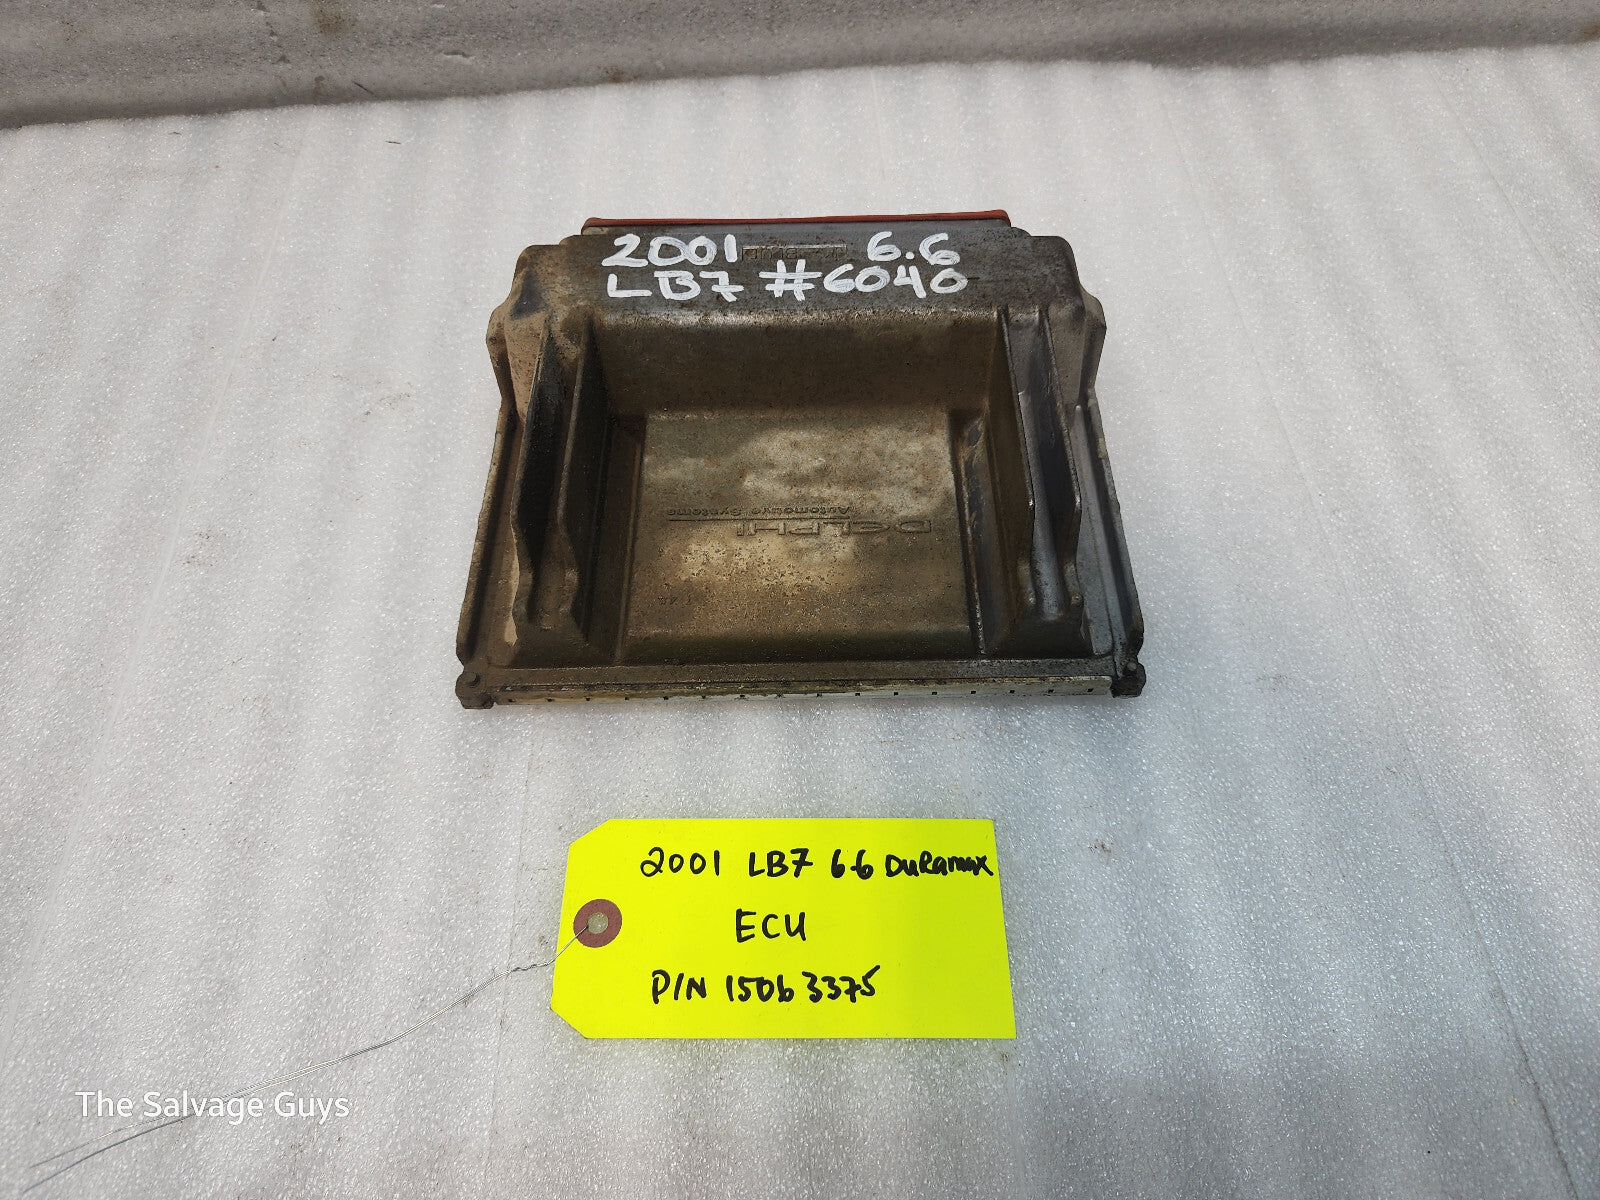 2001 6.6
LB7 #6040
DELPHI
Automotive Systems
2001 LB7 6.6 DuRamax
ECU
P/N 15063375
The Salvage Guys